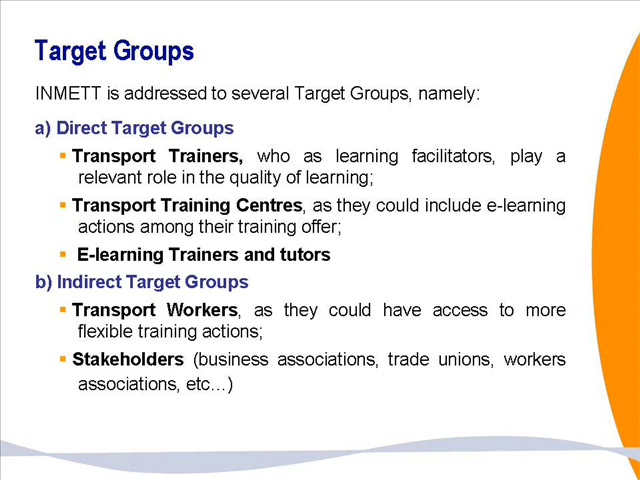 Target Groups
INMETT is addressed to several Target Groups, namely:
a) Direct Target Groups
▪ Transport Trainers, who as learning facilitators, play a
relevant role in the quality of learning;
▪ Transport Training Centres, as they could include e-learning
actions among their training offer;
▪ E-learning Trainers and tutors
b) Indirect Target Groups
▪ Transport Workers, as they could have access to more
flexible training actions;
▪ Stakeholders (business associations, trade unions, workers
associations, etc…)